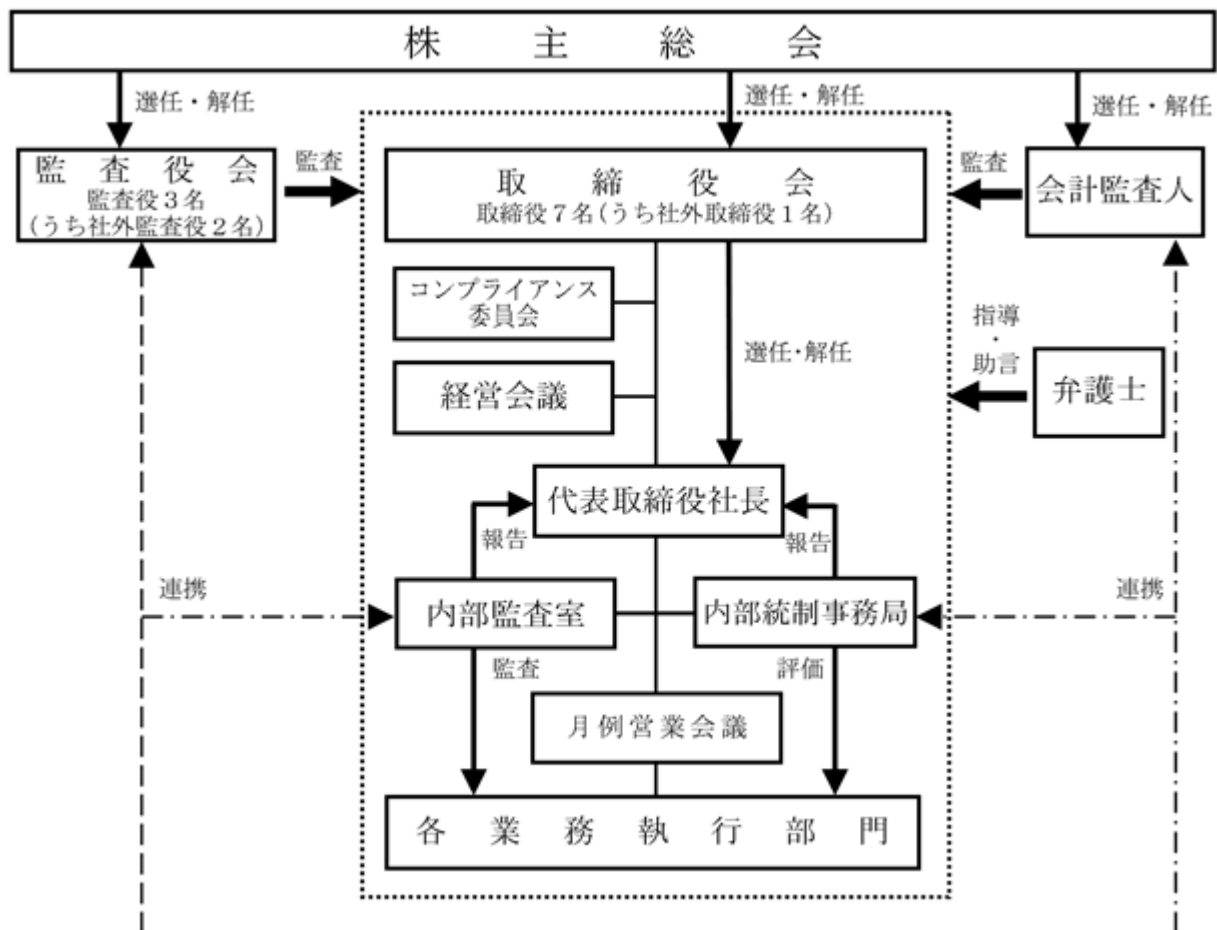 株主総会
選任・解任
選任・解任
選任・解任
監査役会
監査役3名
(うち社外監査役2名)
監査
取締役会
取締役7名(うち社外取締役1名)
監査
会計監査人
コンプライアンス
委員会
選任・解任
指導
・
助言
経営会議
弁護士
代表取締役社長
報告
報告
連携
内部監査室
内部統制事務局
連携
監査
評価
月例営業会議
各業務執行部門